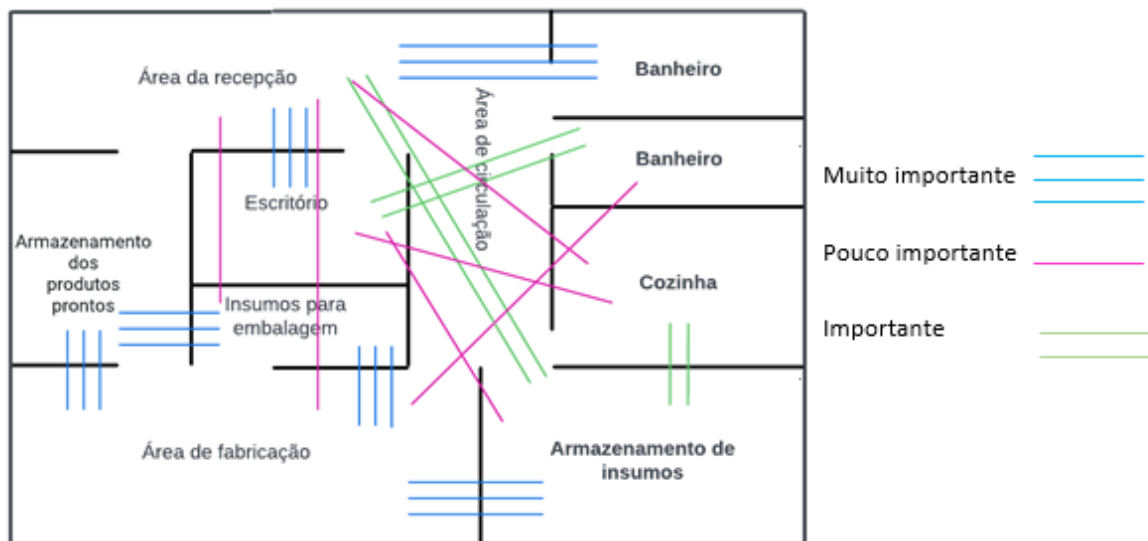 Área da recepção
Área de circulação
Banheiro
Banheiro
Escritório
Armazenamento
dos
produtos
prontos
Insumos para
embalagem
Cozinha
Área de fabricação
Armazenamento de
insumos
Muito importante
Pouco importante
Importante